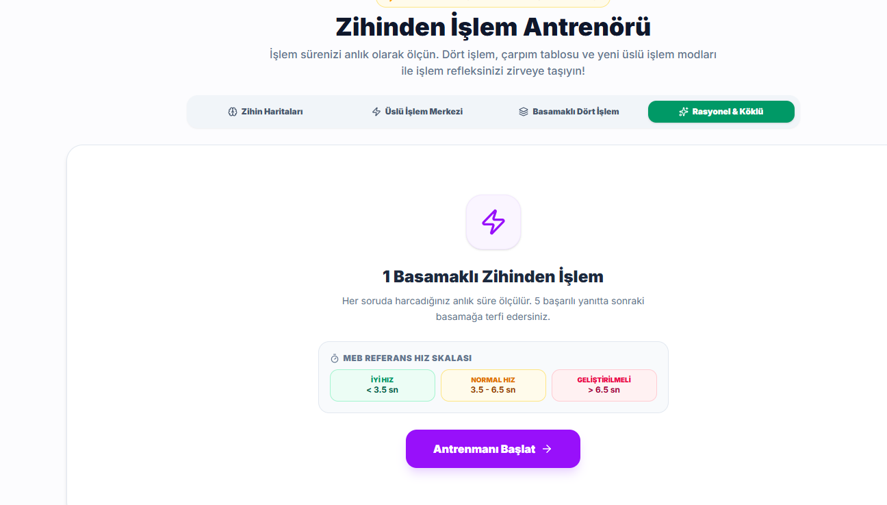 Zihinden İşlem Antrenörü
İşlem sürenizi anlık olarak ölçün. Dört işlem, çarpım tablosu ve yeni üslü işlem modları
ile işlem refleksinizi zirveye taşıyın!
Zihin Haritaları
Üslü İşlem Merkezi
Basamaklı Dört İşlem
Rasyonel & Köklü
1 Basamaklı Zihinden İşlem
Her soruda harcadığınız anlık süre ölçülür. 5 başarılı yanıtta sonraki
basamağa terfi edersiniz.
MEB REFERANS HIZ SKALASI
İYİ HIZ
< 3.5 sn
NORMAL HIZ
3.5 - 6.5 sn
GELİŞTİRİLMELİ
> 6.5 sn
Antrenmanı Başlat